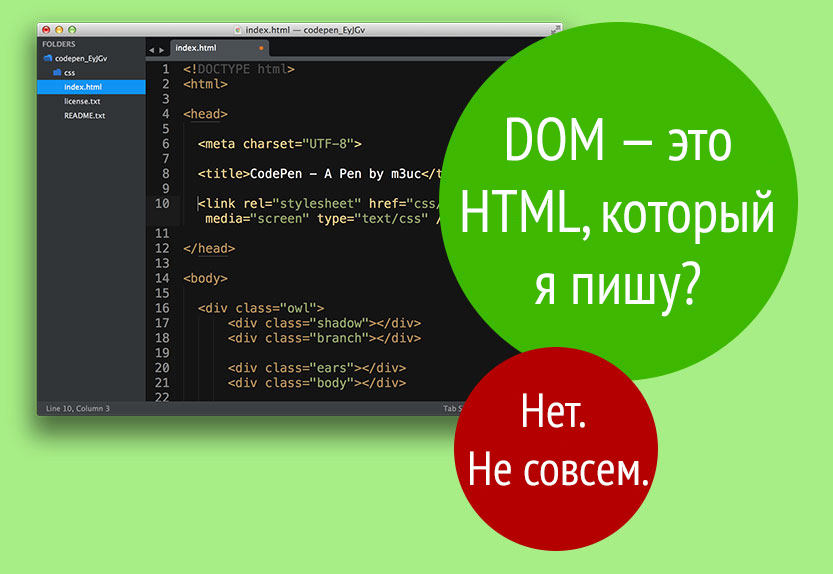 index.html — codepen_EyJGv
FOLDERS
codepen_EyJGv
css
index.html
license.txt
README.txt
index.html
1 <!DOCTYPE html>
2 <html>
3
4 <head>
5
6 <meta charset="UTF-8">
7
8 <title>CodePen - A Pen by m3uc</t
9
10 <link rel="stylesheet" href="css/
media="screen" type="text/css" /
11
12 </head>
13
14 <body>
15
16 <div class="owl">
17 <div class="shadow"></div>
18 <div class="branch"></div>
19
20 <div class="ears"></div>
21 <div class="body"></div>
22
Line 10, Column 3
Tab S
DOM — это
HTML, который
я пишу?
Нет.
Не совсем.